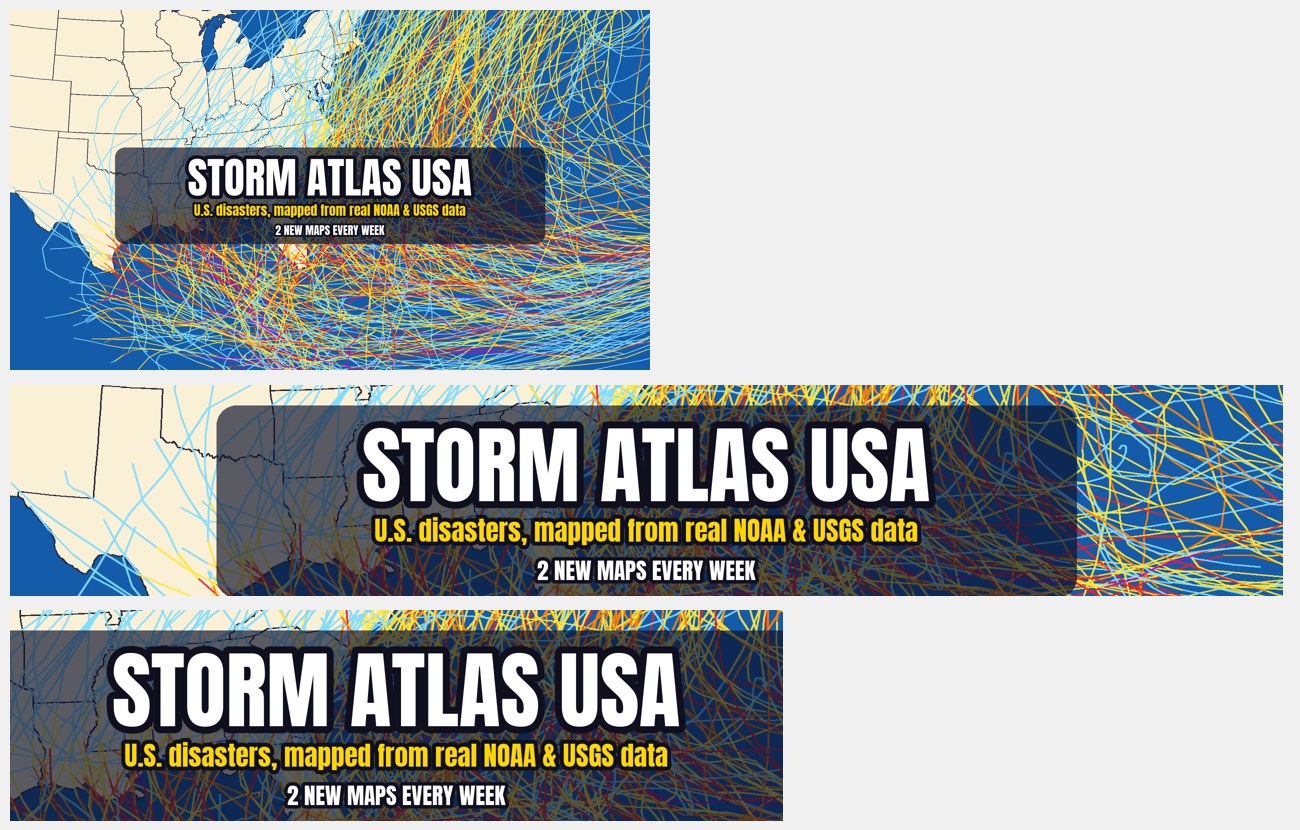 STORM ATLAS USA
U.S. disasters, mapped from real NOAA & USGS data
2 NEW MAPS EVERY WEEK
STORM ATLAS USA
U.S. disasters, mapped from real NOAA & USGS data
2 NEW MAPS EVERY WEEK
STORM ATLAS USA
U.S. disasters, mapped from real NOAA & USGS data
2 NEW MAPS EVERY WEEK